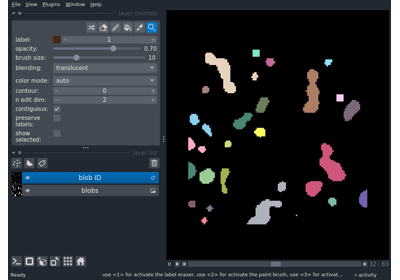 File View Plugins Window Help
layer controls
label: 1
opacity: 0.70
brush size: 10
blending: translucent
color mode: auto
contour: 0
n edit dim: 2
contiguous:
preserve
labels:
show
selected:
layer list
blob ID
blobs
32 63
Ready use <1> for activate the label eraser, use <2> for activate the paint brush, use <3> for activat... activity